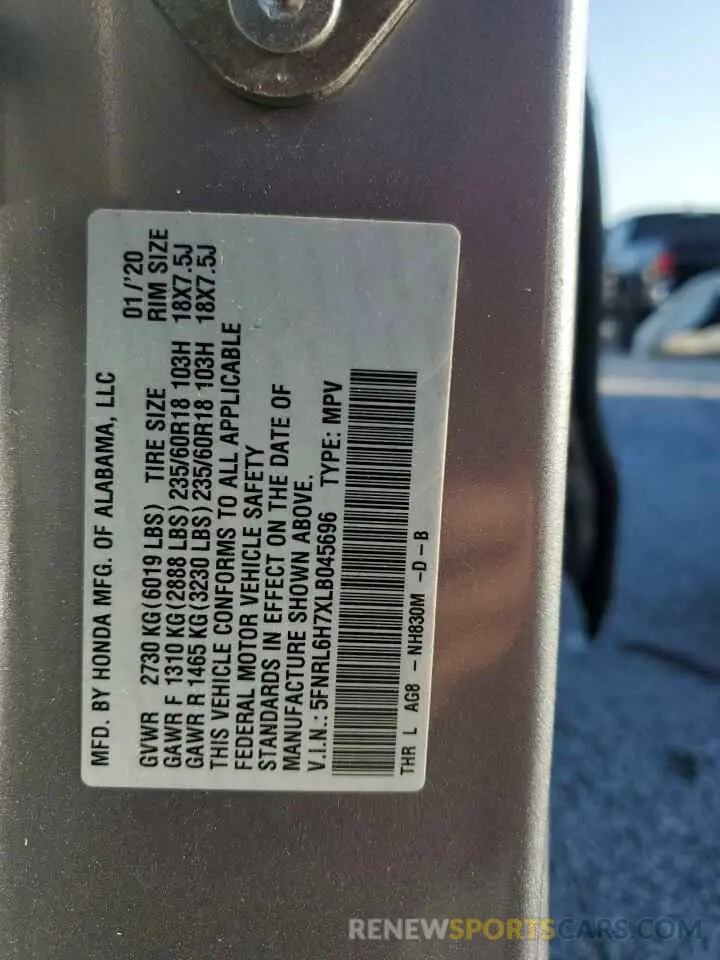 MFD. BY HONDA MFG. OF ALABAMA, LLC
01/'20
GVWR 2730 KG(6019 LBS) TIRE SIZE RIM SIZE
GAWR F 1310 KG(2888 LBS)235/60R18 103H 18X7.5J
GAWR R 1465 KG(3230 LBS)235/60R18 103H 18X7.5J
THIS VEHICLE CONFORMS TO ALL APPLICABLE
FEDERAL MOTOR VEHICLE SAFETY
STANDARDS IN EFFECT ON THE DATE OF
MANUFACTURE SHOWN ABOVE.
V.I.N.: 5FNRL6H7XLB045696 TYPE: MPV
THR L AG8 - NH830M -D-B
RENEWSPORTSCARS.COM